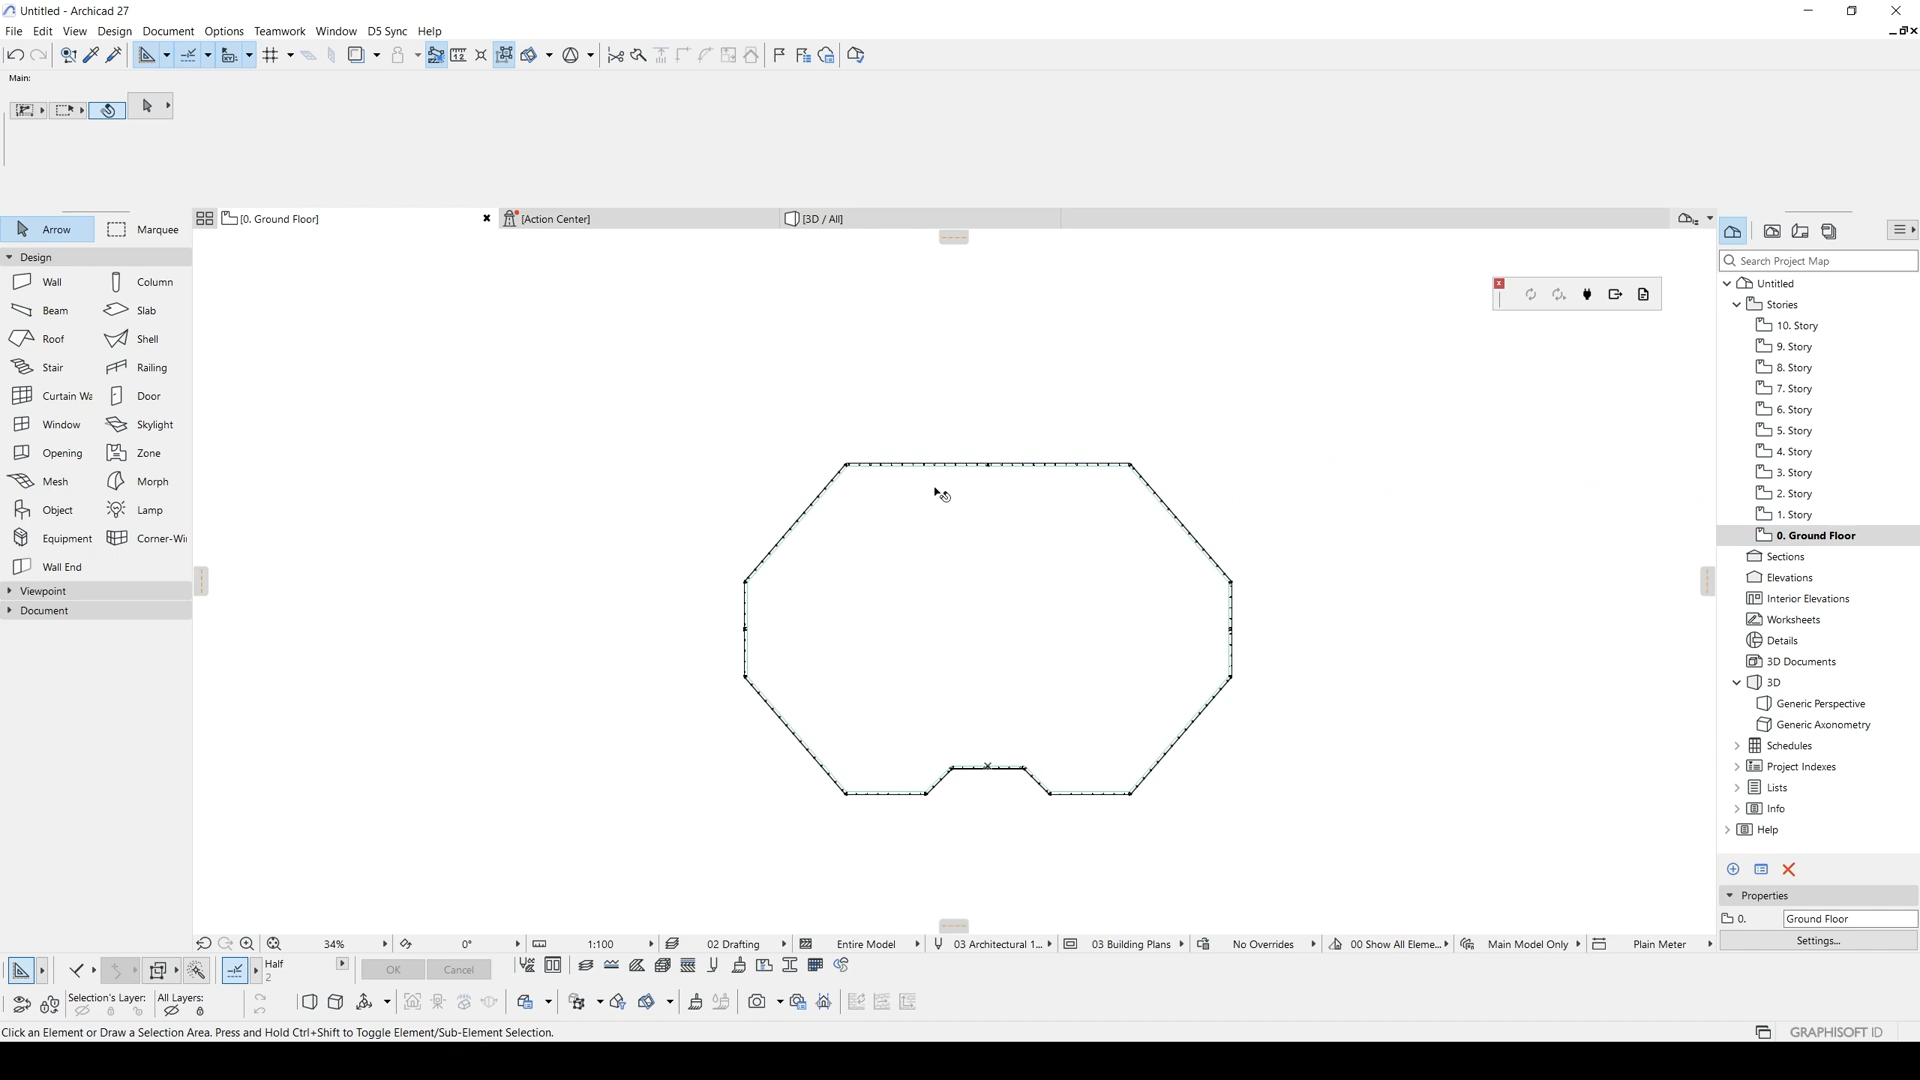 Untitled - Archicad 27
File Edit View Design Document Options Teamwork Window D5 Sync Help
Main:
[0. Ground Floor]
[Action Center]
[3D / All]
Arrow Marquee
Design
Wall Column
Beam Slab
Roof Shell
Stair Railing
Curtain Wa Door
Window Skylight
Opening Zone
Mesh Morph
Object Lamp
Equipment Corner-Wi
Wall End
Viewpoint
Document
Search Project Map
Untitled
Stories
10. Story
9. Story
8. Story
7. Story
6. Story
5. Story
4. Story
3. Story
2. Story
1. Story
0. Ground Floor
Sections
Elevations
Interior Elevations
Worksheets
Details
3D Documents
3D
Generic Perspective
Generic Axonometry
Schedules
Project Indexes
Lists
Info
Help
Properties
0. Ground Floor
Settings...
34% 0° 1:100 02 Drafting Entire Model 03 Architectural 1... 03 Building Plans No Overrides 00 Show All Eleme... Main Model Only Plain Meter
Half
2
OK Cancel
Selection's Layer: All Layers:
Click an Element or Draw a Selection Area. Press and Hold Ctrl+Shift to Toggle Element/Sub-Element Selection.
GRAPHISOFT ID